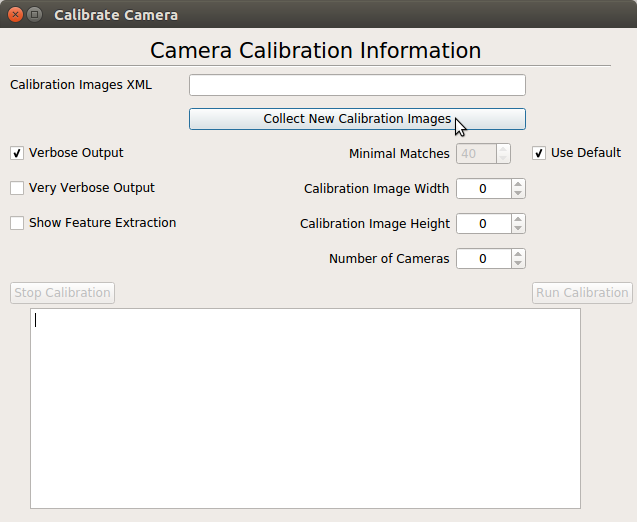 Calibrate Camera
Camera Calibration Information
Calibration Images XML
Collect New Calibration Images
Verbose Output Minimal Matches 40 Use Default
Very Verbose Output Calibration Image Width 0
Show Feature Extraction Calibration Image Height 0
Number of Cameras 0
Stop Calibration Run Calibration